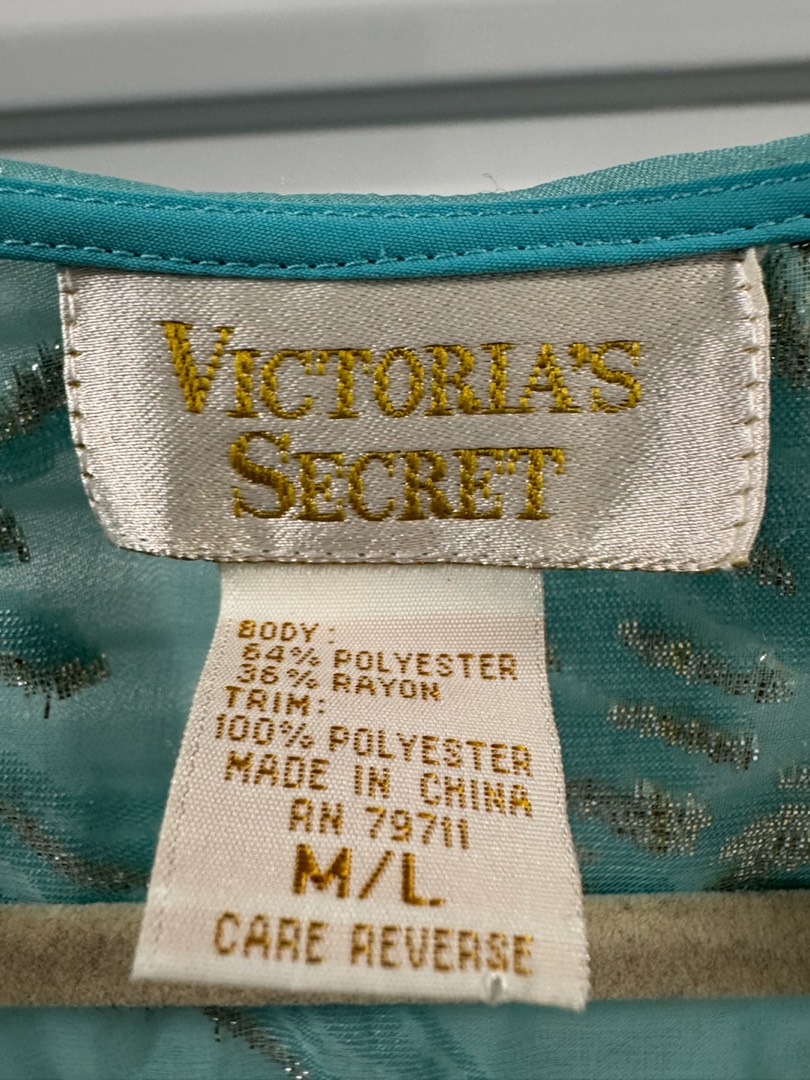 VICTORIA'S
SECRET
BODY:
64% POLYESTER
36% RAYON
TRIM:
100% POLYESTER
MADE IN CHINA
RN 79711
M/L
CARE REVERSE